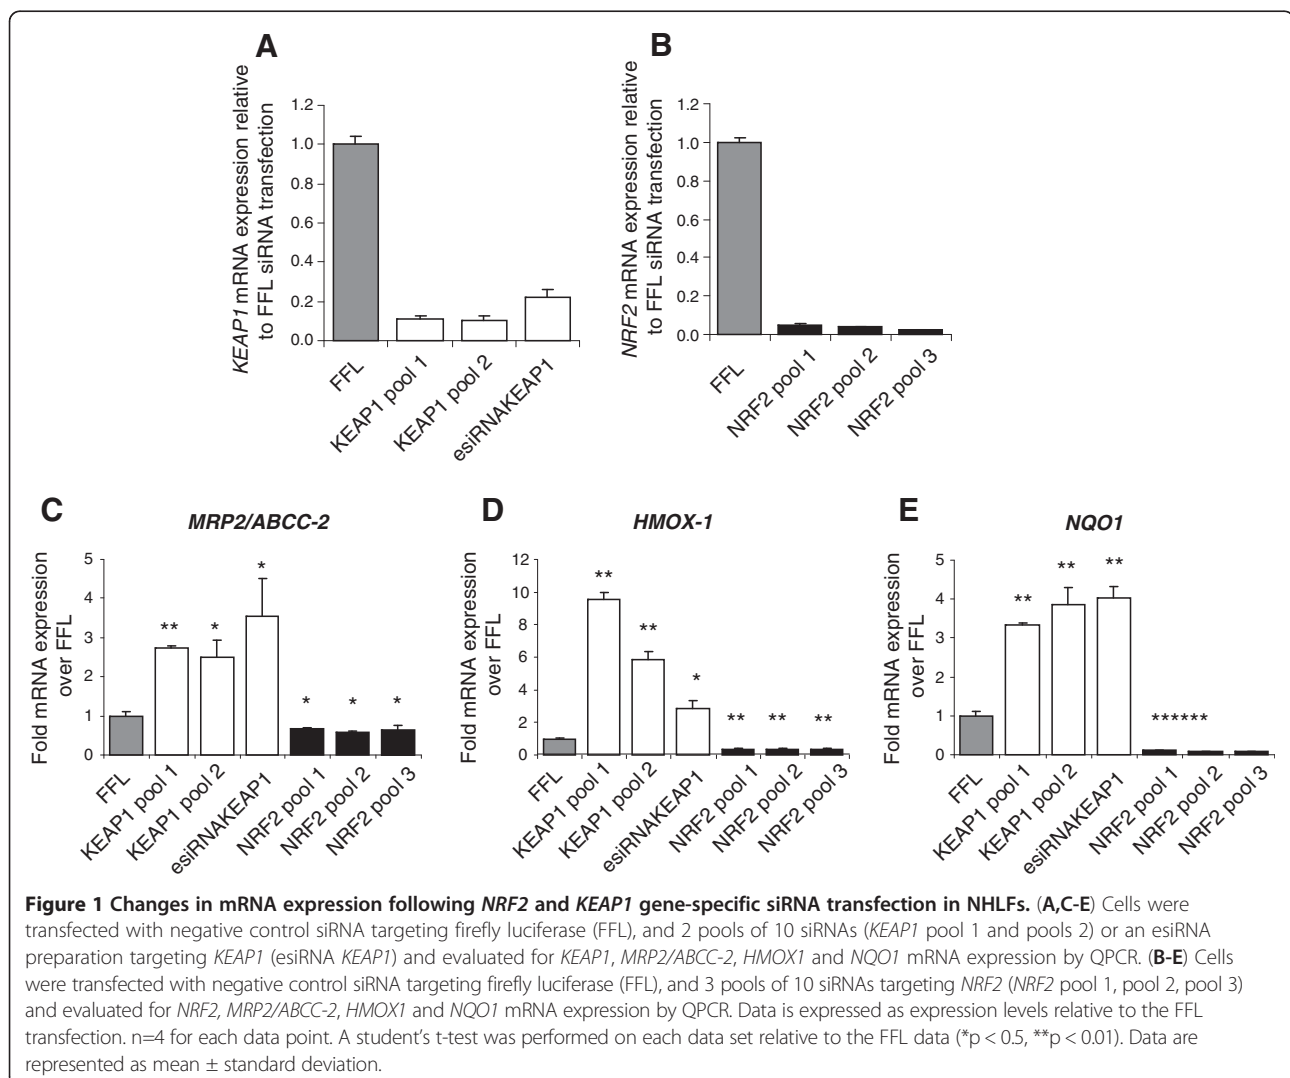 A
KEAP1 mRNA expression relative
to FFL siRNA transfection
1.2
1.0
0.8
0.6
0.4
0.2
0.0
FFL
KEAP1 pool 1
KEAP1 pool 2
esiRNAKEAP1
B
NRF2 mRNA expression relative
to FFL siRNA transfection
1.2
1.0
0.8
0.6
0.4
0.2
0.0
FFL
NRF2 pool 1
NRF2 pool 2
NRF2 pool 3
C
MRP2/ABCC-2
Fold mRNA expression
over FFL
5
4
3
2
1
0
**
*
*
*
*
*
FFL
KEAP1 pool 1
KEAP1 pool 2
esiRNAKEAP1
NRF2 pool 1
NRF2 pool 2
NRF2 pool 3
D
HMOX-1
Fold mRNA expression
over FFL
12
10
8
6
4
2
0
**
**
*
**
**
**
FFL
KEAP1 pool 1
KEAP1 pool 2
esiRNAKEAP1
NRF2 pool 1
NRF2 pool 2
NRF2 pool 3
E
NQO1
Fold mRNA expression
over FFL
5
4
3
2
1
0
**
**
**
******
FFL
KEAP1 pool 1
KEAP1 pool 2
esiRNAKEAP1
NRF2 pool 1
NRF2 pool 2
NRF2 pool 3
Figure 1 Changes in mRNA expression following NRF2 and KEAP1 gene-specific siRNA transfection in NHLFs. (A,C-E) Cells were
transfected with negative control siRNA targeting firefly luciferase (FFL), and 2 pools of 10 siRNAs (KEAP1 pool 1 and pools 2) or an esiRNA
preparation targeting KEAP1 (esiRNA KEAP1) and evaluated for KEAP1, MRP2/ABCC-2, HMOX1 and NQO1 mRNA expression by QPCR. (B-E) Cells
were transfected with negative control siRNA targeting firefly luciferase (FFL), and 3 pools of 10 siRNAs targeting NRF2 (NRF2 pool 1, pool 2, pool 3)
and evaluated for NRF2, MRP2/ABCC-2, HMOX1 and NQO1 mRNA expression by QPCR. Data is expressed as expression levels relative to the FFL
transfection. n=4 for each data point. A student's t-test was performed on each data set relative to the FFL data (*p < 0.5, **p < 0.01). Data are
represented as mean ± standard deviation.